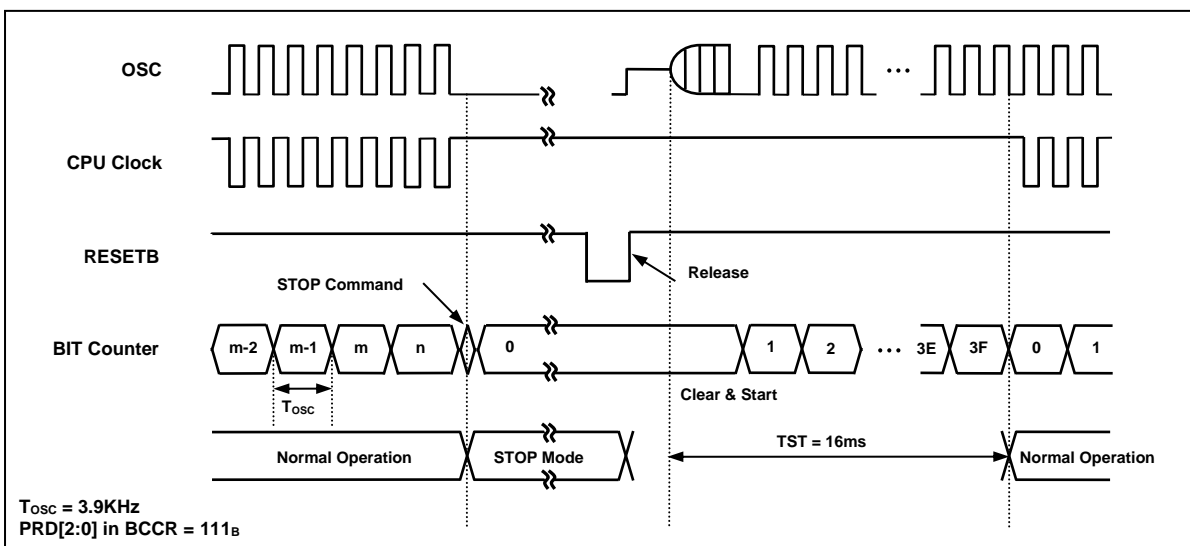 OSC
...
CPU Clock
RESETB
Release
STOP Command
BIT Counter
m-2 m-1 m n 0 1 2 ... 3E 3F 0 1
Clear & Start
TOSC
TST = 16ms
Normal Operation STOP Mode Normal Operation
TOSC = 3.9KHz
PRD[2:0] in BCCR = 111B